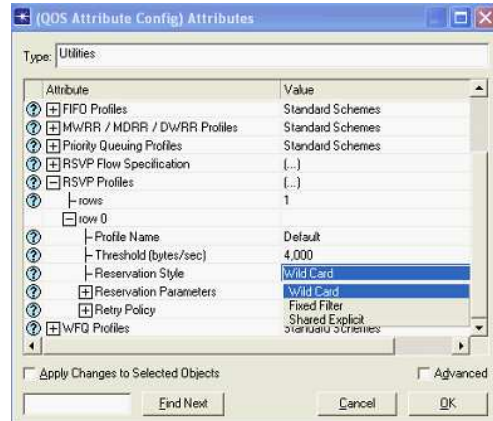 (QOS Attribute Config) Attributes
Type: Utilities
Attribute Value
FIFO Profiles Standard Schemes
MWRR / MDRR / DWRR Profiles Standard Schemes
Priority Queuing Profiles Standard Schemes
RSVP Flow Specification (...)
RSVP Profiles (...)
rows 1
row 0
Profile Name Default
Threshold (bytes/sec) 4,000
Reservation Style Wild Card
Reservation Parameters Wild Card
Fixed Filter
Retry Policy Shared Explicit
WFQ Profiles Standard Schemes
Apply Changes to Selected Objects Advanced
Find Next Cancel OK